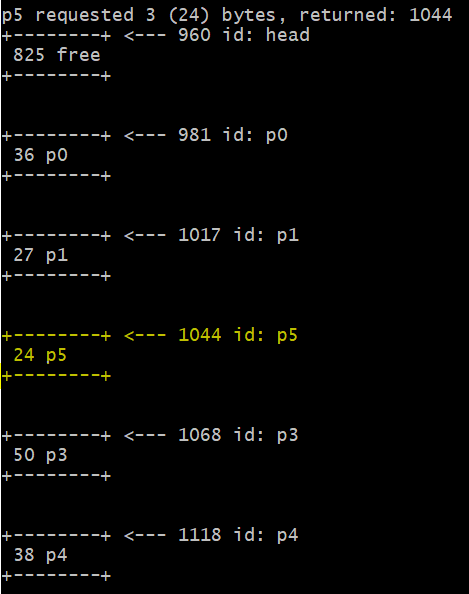 p5 requested 3 (24) bytes, returned: 1044
+--------+ <--- 960 id: head
825 free
+--------+
+--------+ <--- 981 id: p0
36 p0
+--------+
+--------+ <--- 1017 id: p1
27 p1
+--------+
+--------+ <--- 1044 id: p5
24 p5
+--------+
+--------+ <--- 1068 id: p3
50 p3
+--------+
+--------+ <--- 1118 id: p4
38 p4
+--------+